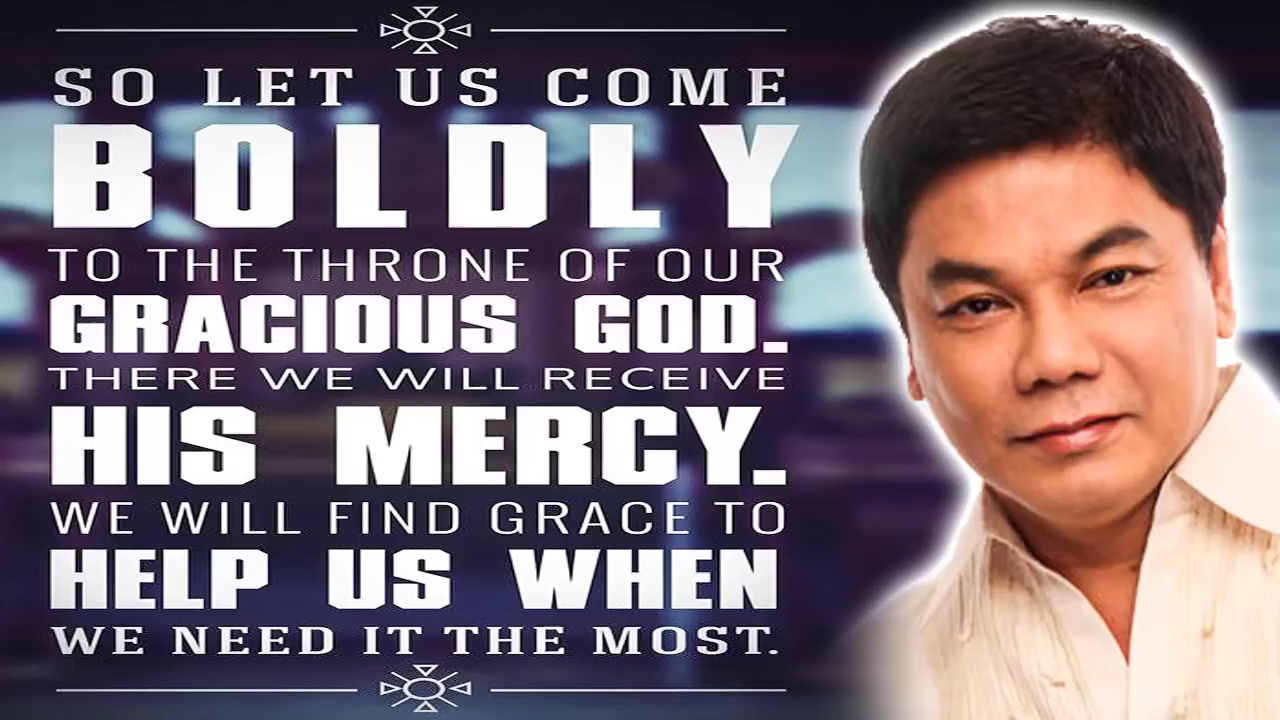 SO LET US COME
BOLDLY
TO THE THRONE OF OUR
GRACIOUS GOD.
THERE WE WILL RECEIVE
HIS MERCY.
WE WILL FIND GRACE TO
HELP US WHEN
WE NEED IT THE MOST.